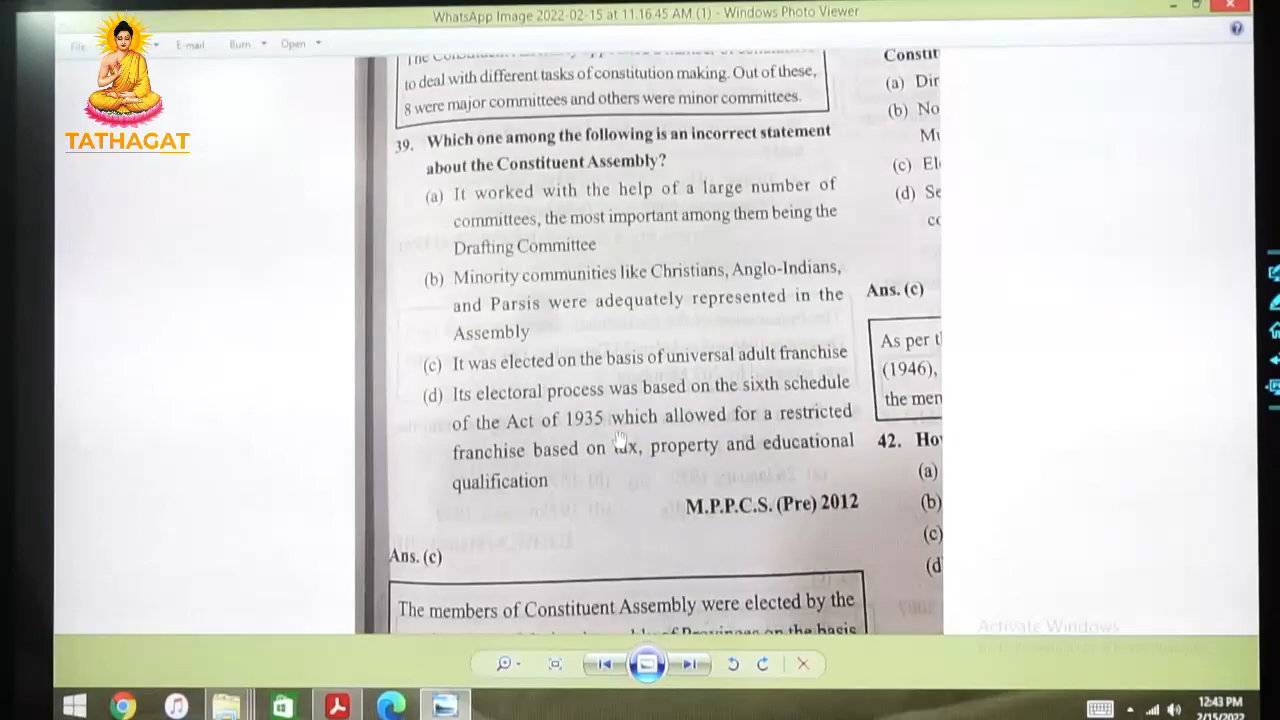 WhatsApp Image 2022-02-15 at 11.16.45 AM (1) - Windows Photo Viewer
File E-mail Burn Open
TATHAGAT
to deal with different tasks of constitution making. Out of these,
8 were major committees and others were minor committees.
39. Which one among the following is an incorrect statement
about the Constituent Assembly?
(a) It worked with the help of a large number of
committees, the most important among them being the
Drafting Committee
(b) Minority communities like Christians, Anglo-Indians,
and Parsis were adequately represented in the
Assembly
(c) It was elected on the basis of universal adult franchise
(d) Its electoral process was based on the sixth schedule
of the Act of 1935 which allowed for a restricted
franchise based on tax, property and educational
qualification
M.P.P.C.S. (Pre) 2012
Ans. (c)
The members of Constituent Assembly were elected by the
of Provinces on the basis
Constit
(a) Dir
(b) No
Mu
(c) El
(d) Se
co
Ans. (c)
As per t
(1946),
the men
42. Ho
(a)
(b)
(c)
(d
Activate Windows
12:43 PM
2/15/2022